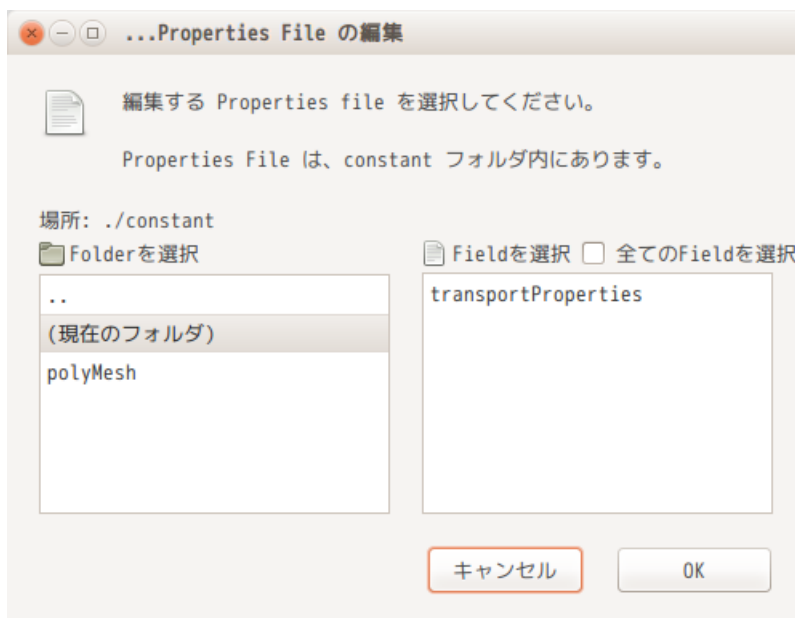 ...Properties File の編集
編集する Properties file を選択してください。
Properties File は、constant フォルダ内にあります。
場所: ./constant
Folderを選択
Fieldを選択 全てのFieldを選択
..
(現在のフォルダ)
polyMesh
transportProperties
キャンセル OK